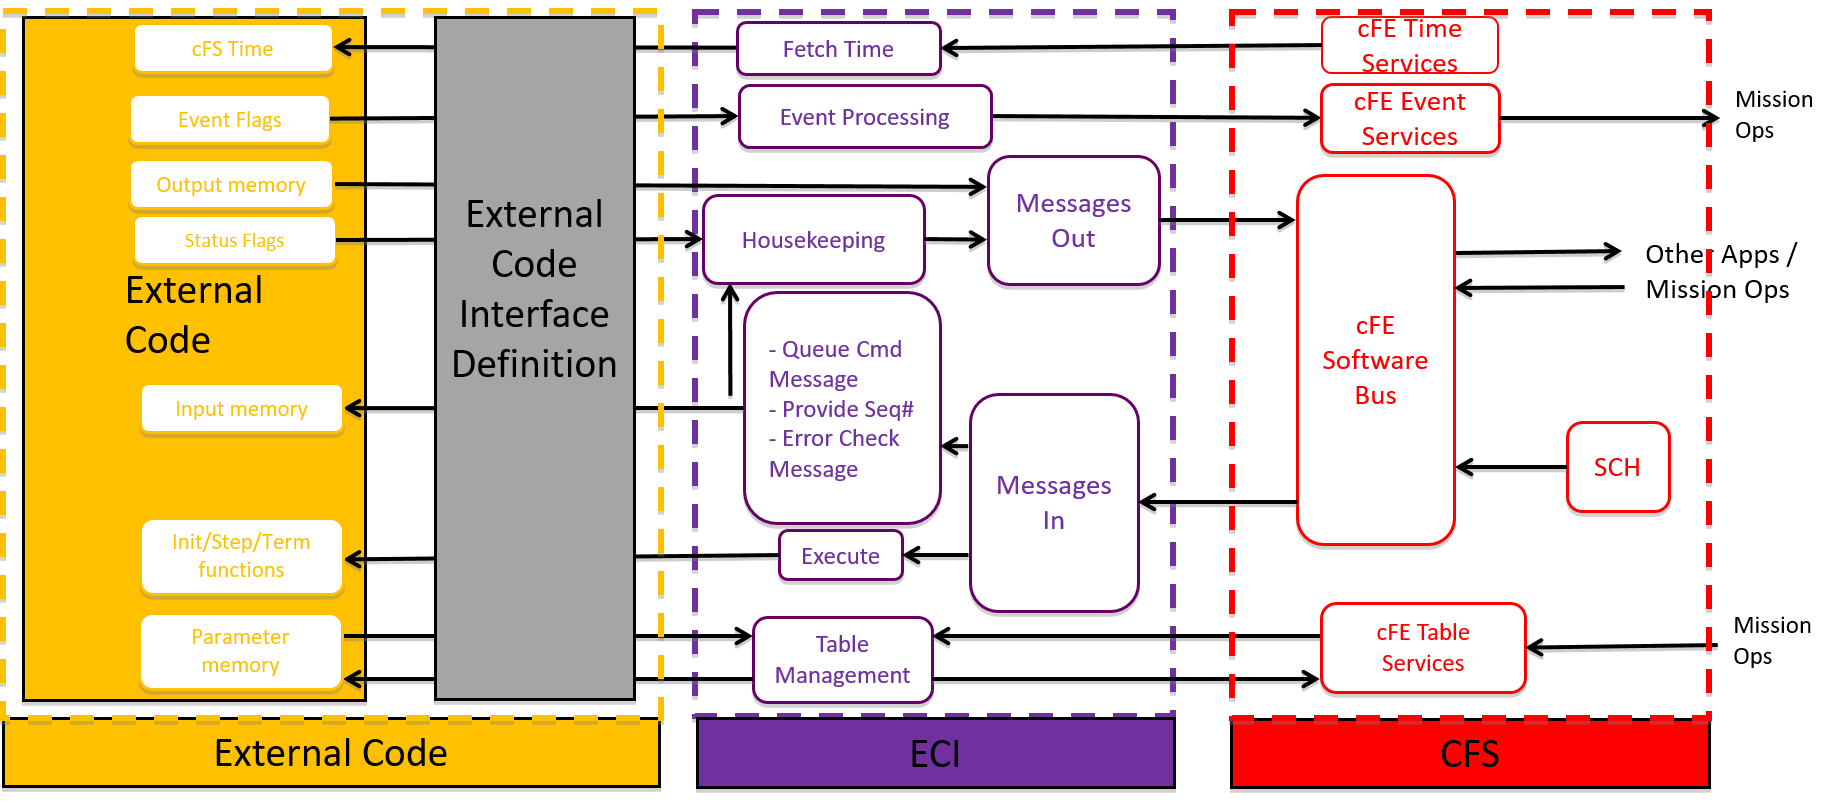 cFS Time
Event Flags
Output memory
Status Flags
External
Code
Input memory
Init/Step/Term
functions
Parameter
memory
External
Code
Interface
Definition
External Code
Fetch Time
Event Processing
Messages
Out
Housekeeping
- Queue Cmd
Message
- Provide Seq#
- Error Check
Message
Messages
In
Execute
Table
Management
ECI
cFE Time
Services
cFE Event
Services
cFE
Software
Bus
SCH
cFE Table
Services
CFS
Mission
Ops
Other Apps /
Mission Ops
Mission
Ops